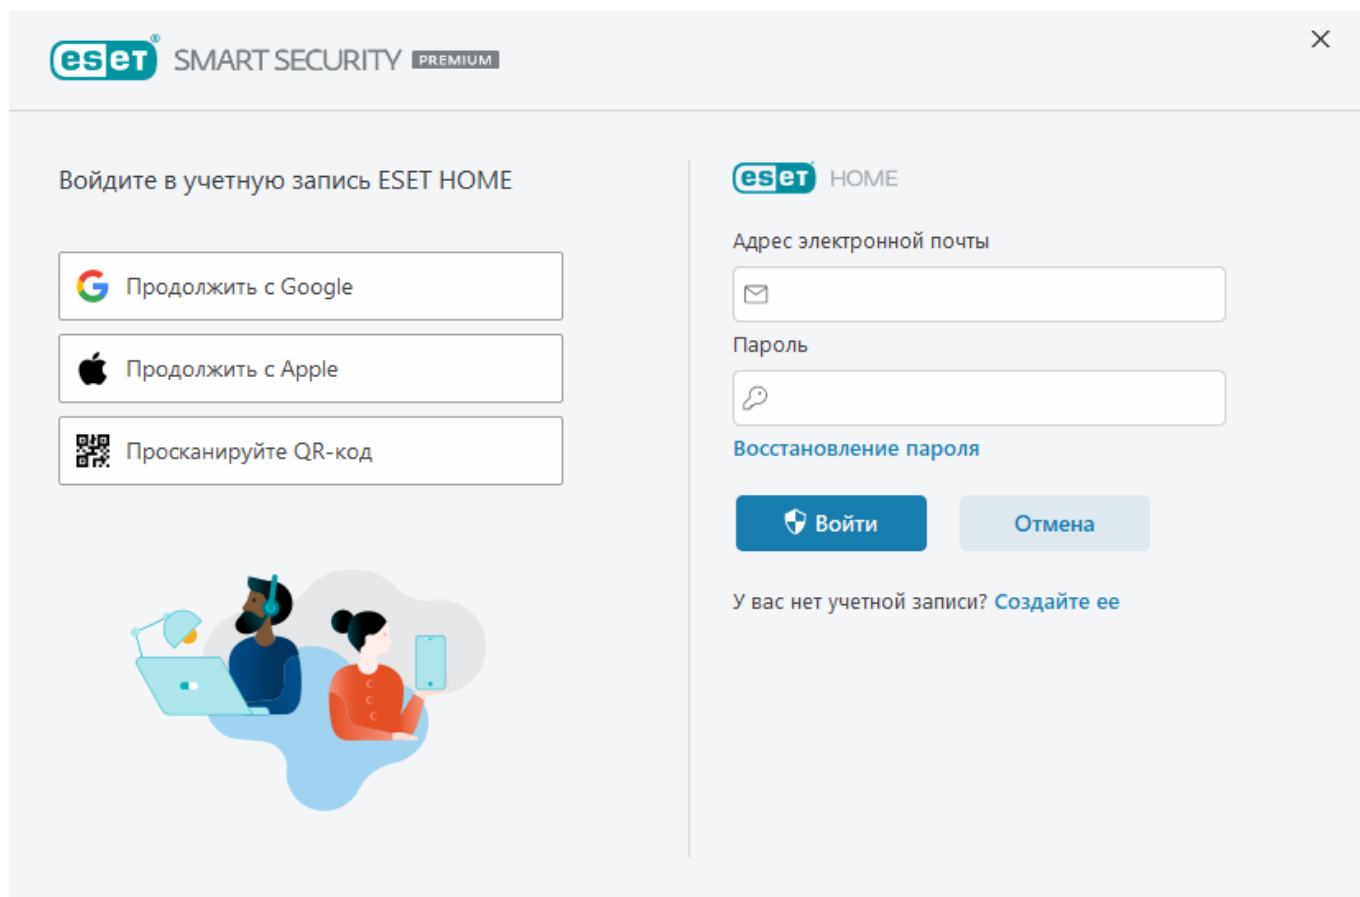 eset® SMART SECURITY PREMIUM
Войдите в учетную запись ESET HOME
Продолжить с Google
Продолжить с Apple
Просканируйте QR-код
eset HOME
Адрес электронной почты
Пароль
Восстановление пароля
Войти
Отмена
У вас нет учетной записи? Создайте ее